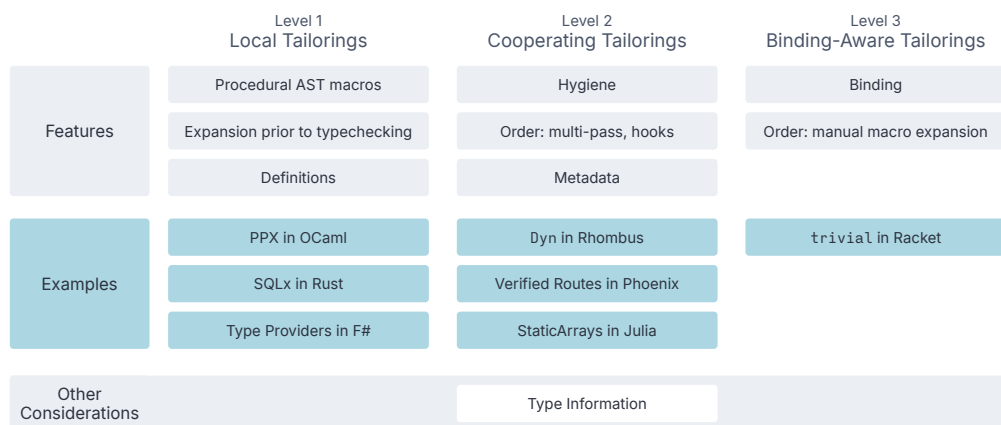 Level 1
Local Tailorings
Level 2
Cooperating Tailorings
Level 3
Binding-Aware Tailorings
Features
Procedural AST macros
Hygiene
Binding
Expansion prior to typechecking
Order: multi-pass, hooks
Order: manual macro expansion
Definitions
Metadata
Examples
PPX in OCaml
Dyn in Rhombus
trivial in Racket
SQLx in Rust
Verified Routes in Phoenix
Type Providers in F#
StaticArrays in Julia
Other
Considerations
Type Information